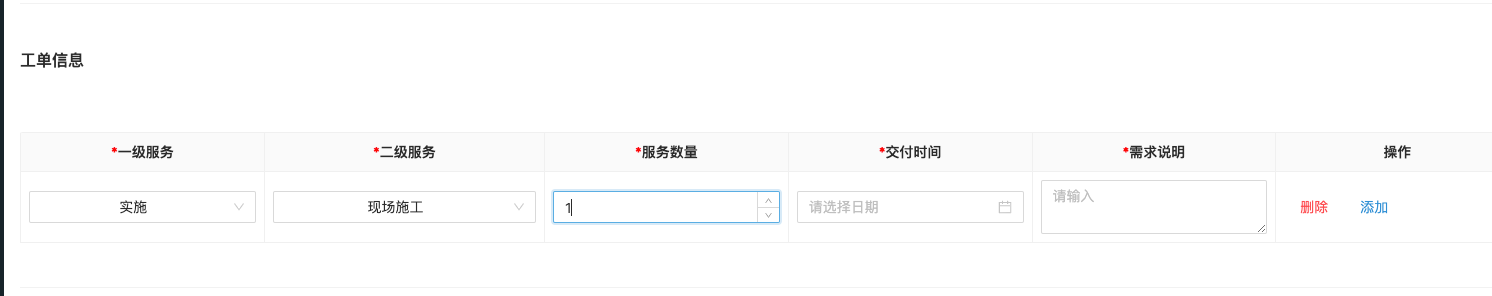 工单信息
*一级服务 *二级服务 *服务数量 *交付时间 *需求说明 操作
实施 现场施工 1 请选择日期 请输入 删除 添加